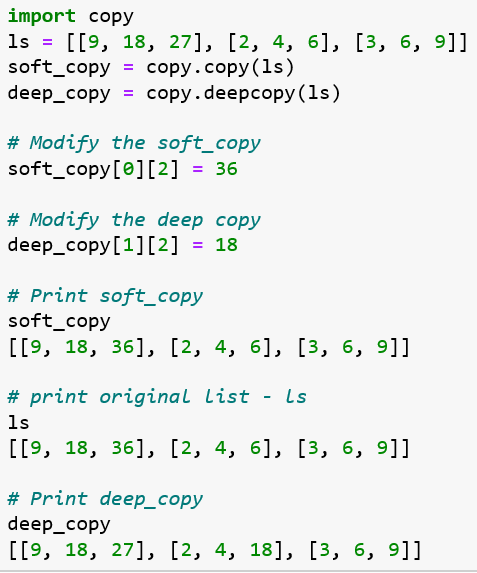 import copy
ls = [[9, 18, 27], [2, 4, 6], [3, 6, 9]]
soft_copy = copy.copy(ls)
deep_copy = copy.deepcopy(ls)
# Modify the soft_copy
soft_copy[0][2] = 36
# Modify the deep copy
deep_copy[1][2] = 18
# Print soft_copy
soft_copy
[[9, 18, 36], [2, 4, 6], [3, 6, 9]]
# print original list - ls
ls
[[9, 18, 36], [2, 4, 6], [3, 6, 9]]
# Print deep_copy
deep_copy
[[9, 18, 27], [2, 4, 18], [3, 6, 9]]